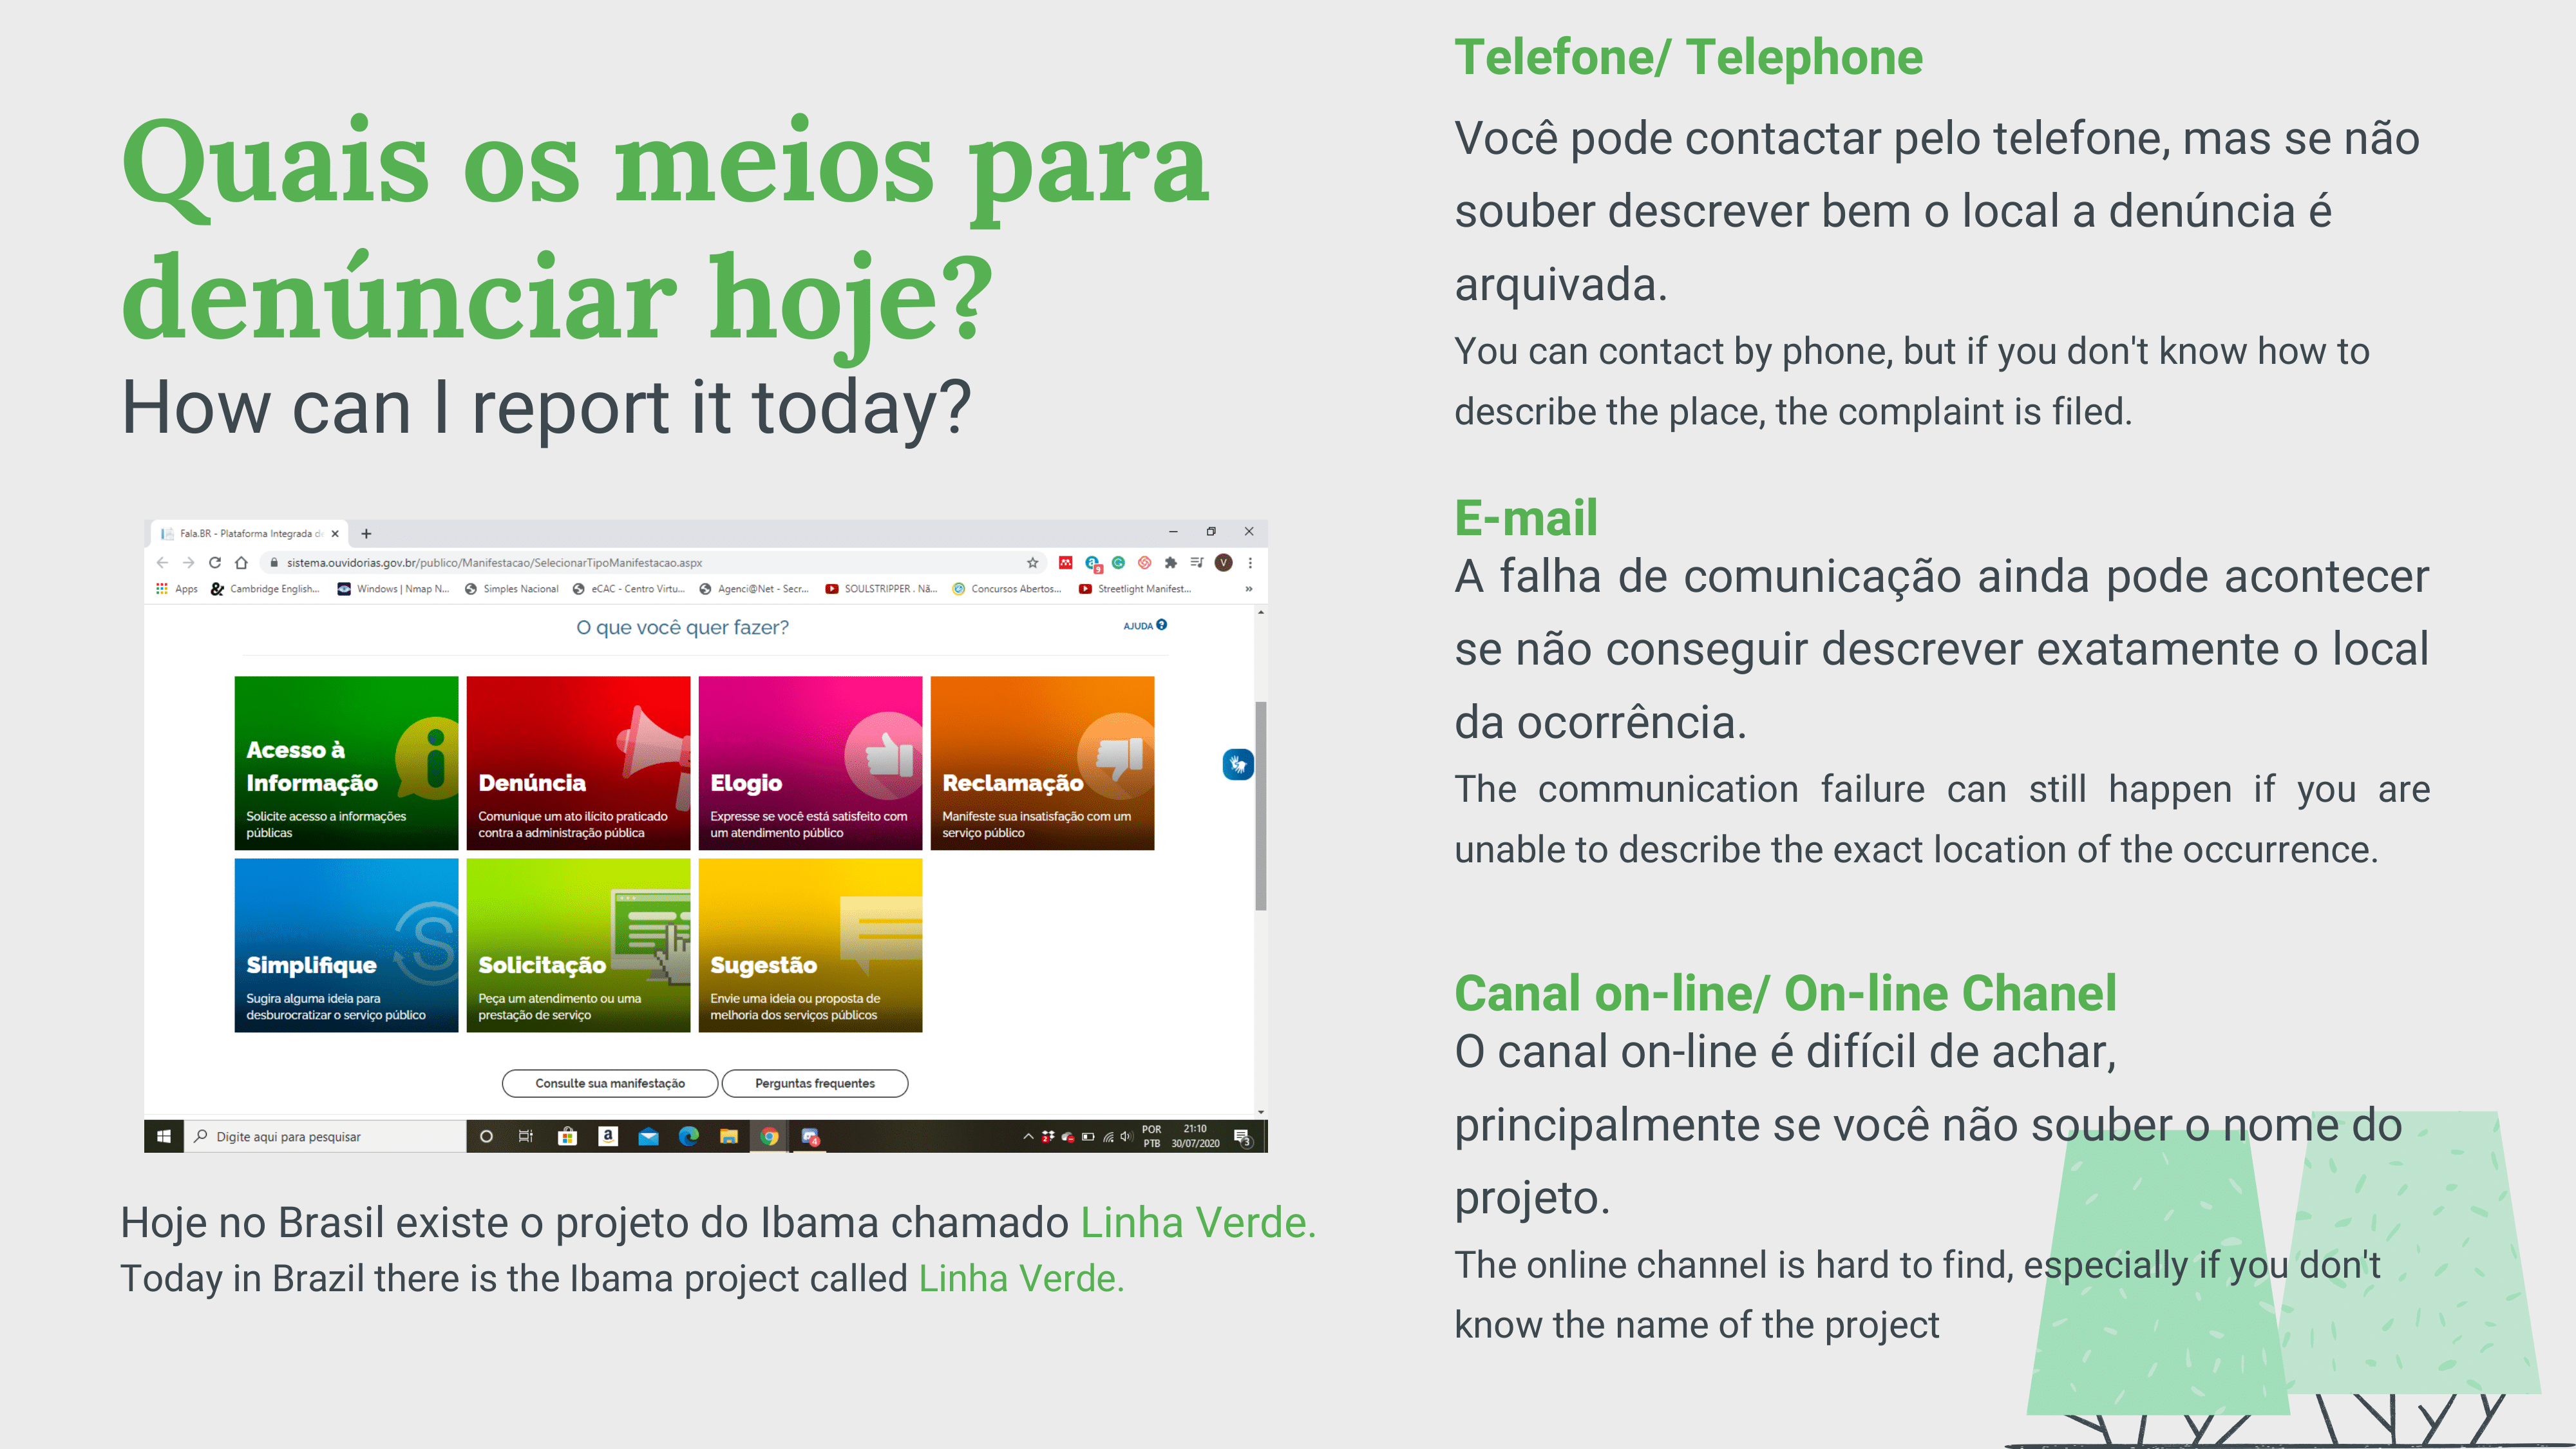 Quais os meios para
denúnciar hoje?
How can I report it today?
Fala.BR - Plataforma Integrada d
sistema.ouvidorias.gov.br/publico/Manifestacao/SelecionarTipoManifestacao.aspx
Apps Cambridge English... Windows | Nmap N... Simples Nacional eCAC - Centro Virtu... Agenci@Net - Secr... SOULSTRIPPER . Nã... Concursos Abertos... Streetlight Manifest... »
O que você quer fazer?
AJUDA
Acesso à
Informação
Solicite acesso a informações
públicas
Denúncia
Comunique um ato ilícito praticado
contra a administração pública
Elogio
Expresse se você está satisfeito com
um atendimento público
Reclamação
Manifeste sua insatisfação com um
serviço público
Simplifique
Sugira alguma ideia para
desburocratizar o serviço público
Solicitação
Peça um atendimento ou uma
prestação de serviço
Sugestão
Envie uma ideia ou proposta de
melhoria dos serviços públicos
Consulte sua manifestação
Perguntas frequentes
Digite aqui para pesquisar
POR
PTB
21:10
30/07/2020
Hoje no Brasil existe o projeto do Ibama chamado Linha Verde.
Today in Brazil there is the Ibama project called Linha Verde.
Telefone/ Telephone
Você pode contactar pelo telefone, mas se não
souber descrever bem o local a denúncia é
arquivada.
You can contact by phone, but if you don't know how to
describe the place, the complaint is filed.
E-mail
A falha de comunicação ainda pode acontecer
se não conseguir descrever exatamente o local
da ocorrência.
The communication failure can still happen if you are
unable to describe the exact location of the occurrence.
Canal on-line/ On-line Chanel
O canal on-line é difícil de achar,
principalmente se você não souber o nome do
projeto.
The online channel is hard to find, especially if you don't
know the name of the project